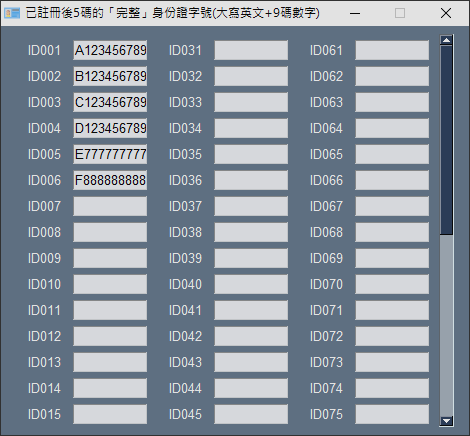 已註冊後5碼的「完整」身份證字號(大寫英文+9碼數字)
ID001 A123456789 ID031 ID061
ID002 B123456789 ID032 ID062
ID003 C123456789 ID033 ID063
ID004 D123456789 ID034 ID064
ID005 E777777777 ID035 ID065
ID006 F888888888 ID036 ID066
ID007 ID037 ID067
ID008 ID038 ID068
ID009 ID039 ID069
ID010 ID040 ID070
ID011 ID041 ID071
ID012 ID042 ID072
ID013 ID043 ID073
ID014 ID044 ID074
ID015 ID045 ID075